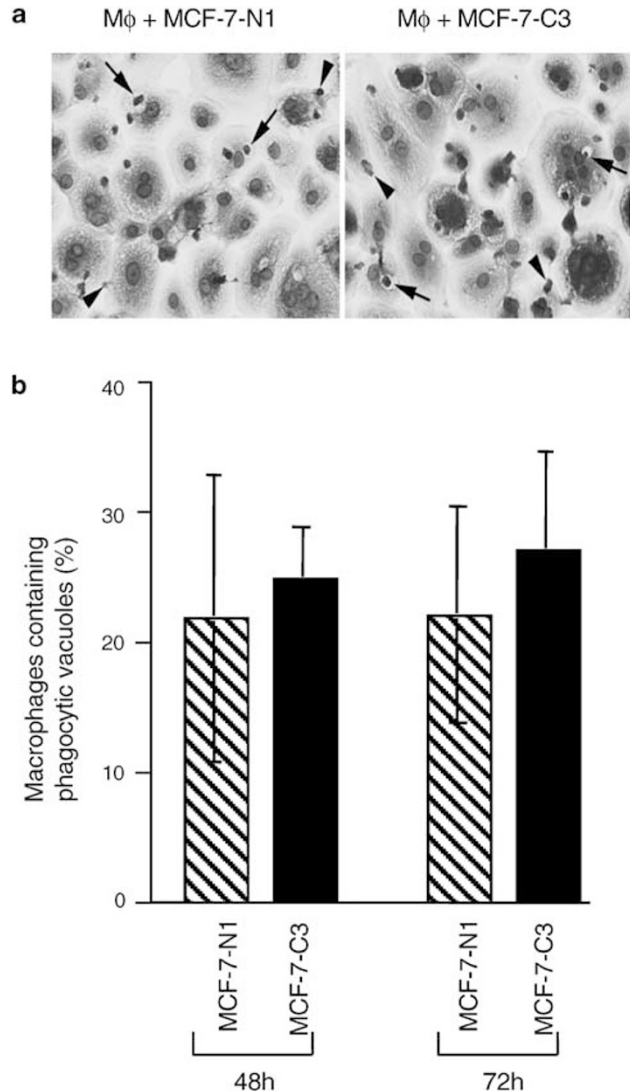 a
Mϕ + MCF-7-N1
Mϕ + MCF-7-C3
b
Macrophages containing
phagocytic vacuoles (%)
40
30
20
10
0
MCF-7-N1
MCF-7-C3
MCF-7-N1
MCF-7-C3
48h
72h